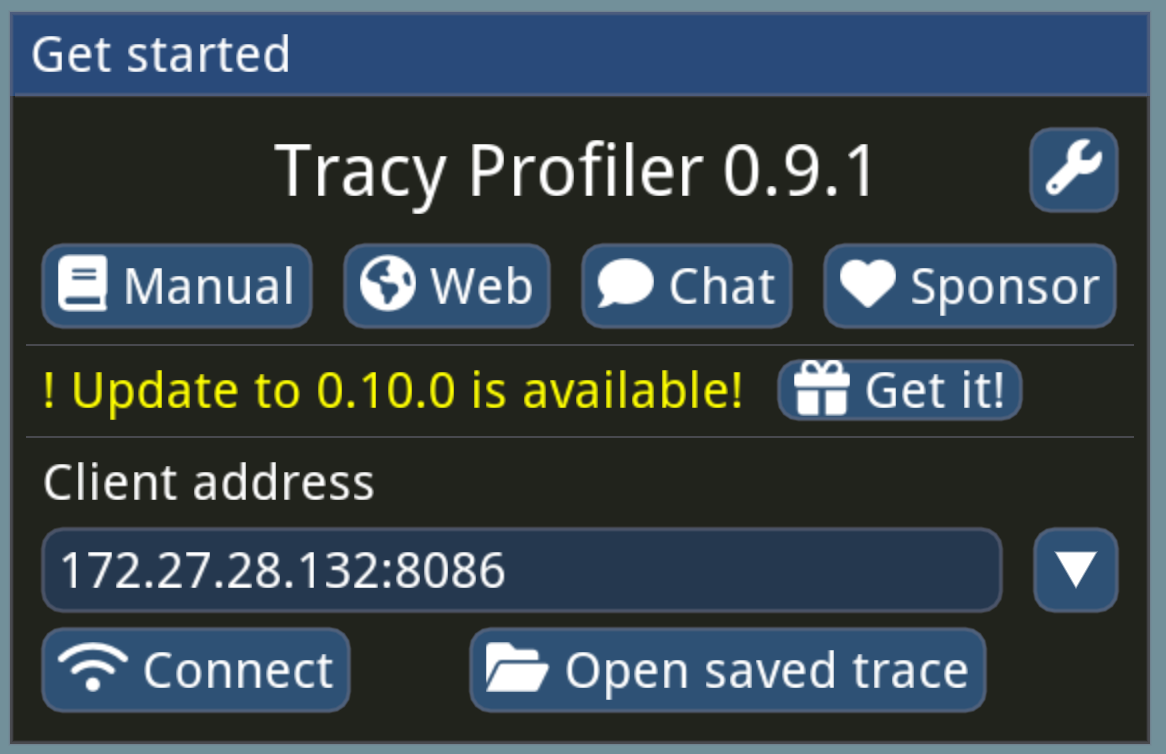 Get started
Tracy Profiler 0.9.1
Manual Web Chat Sponsor
! Update to 0.10.0 is available! Get it!
Client address
172.27.28.132:8086
Connect Open saved trace